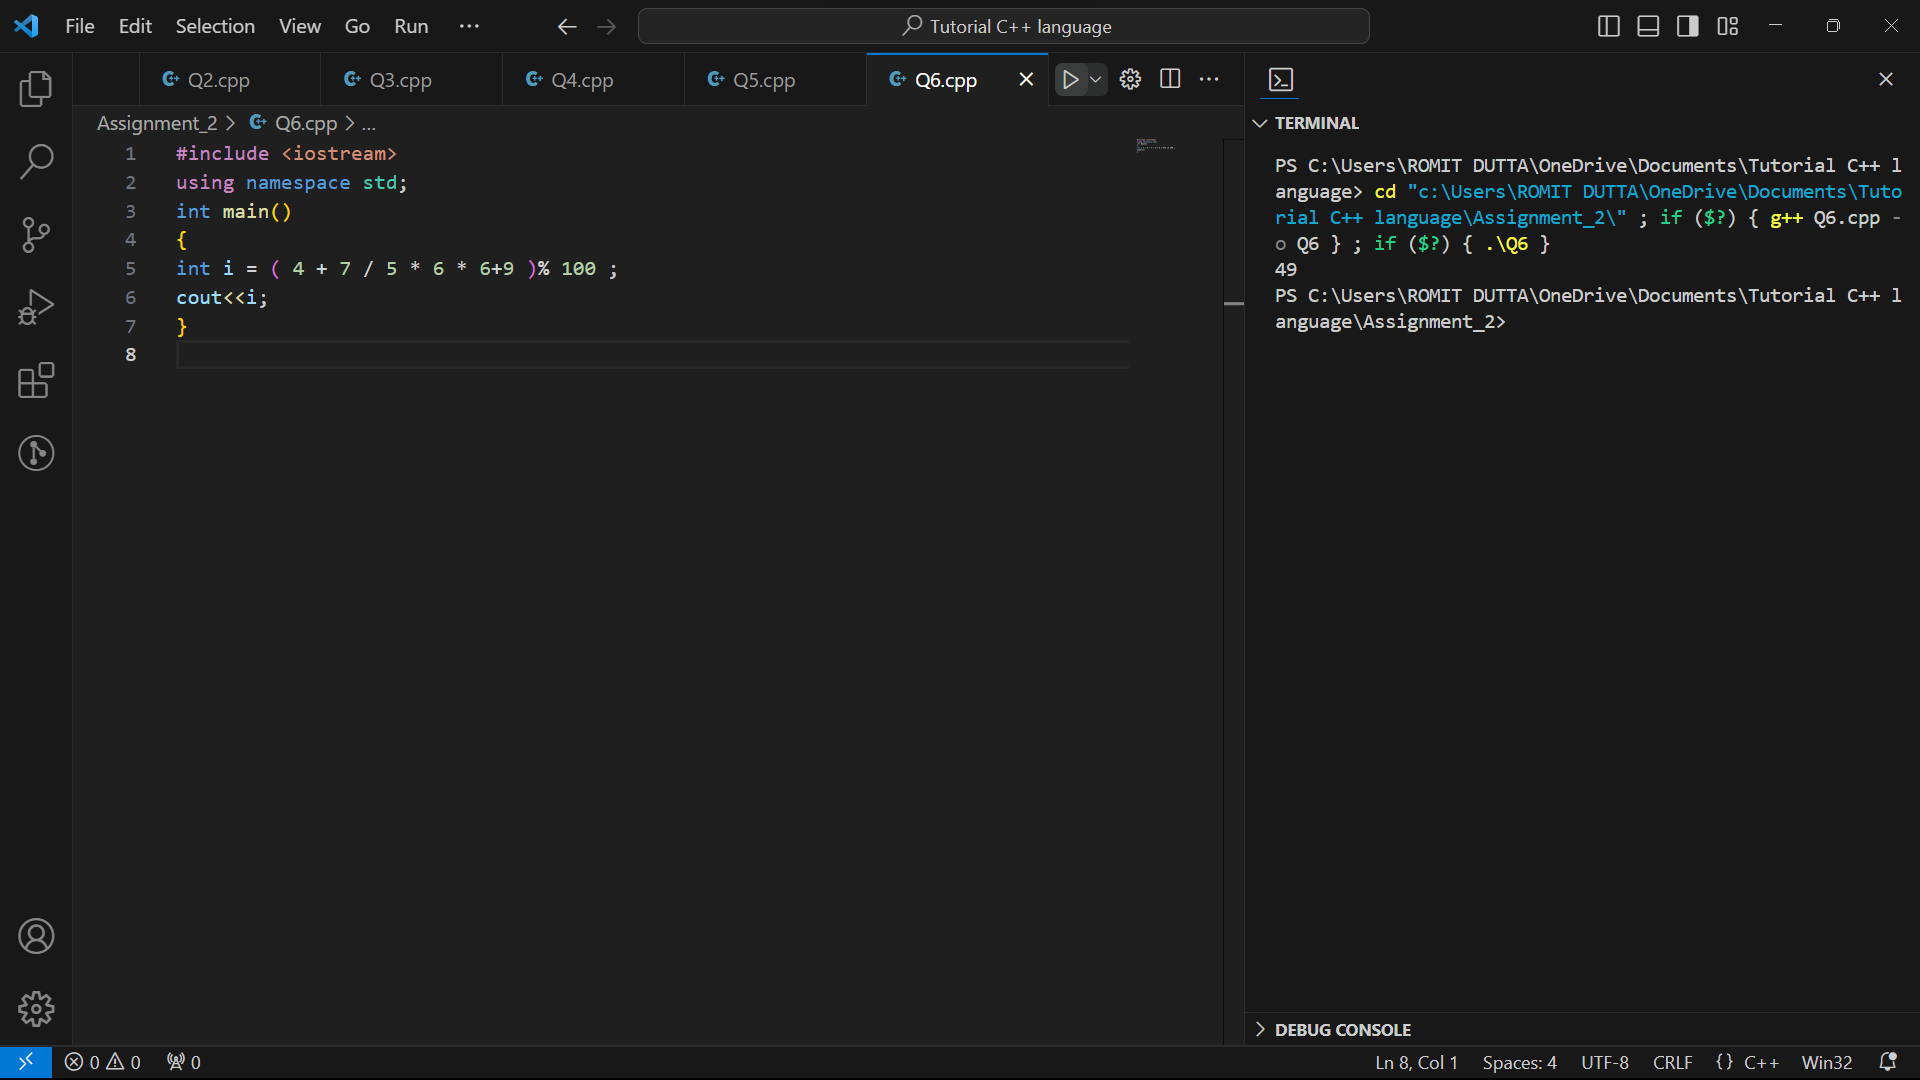 File Edit Selection View Go Run ···
Tutorial C++ language
Q2.cpp Q3.cpp Q4.cpp Q5.cpp Q6.cpp
Assignment_2 > Q6.cpp > ...
1 #include <iostream>
2 using namespace std;
3 int main()
4 {
5 int i = ( 4 + 7 / 5 * 6 * 6+9 )% 100 ;
6 cout<<i;
7 }
8
TERMINAL
PS C:\Users\ROMIT DUTTA\OneDrive\Documents\Tutorial C++ l
anguage> cd "c:\Users\ROMIT DUTTA\OneDrive\Documents\Tuto
rial C++ language\Assignment_2\" ; if ($?) { g++ Q6.cpp -
o Q6 } ; if ($?) { .\Q6 }
49
PS C:\Users\ROMIT DUTTA\OneDrive\Documents\Tutorial C++ l
anguage\Assignment_2>
DEBUG CONSOLE
0 0 0
Ln 8, Col 1 Spaces: 4 UTF-8 CRLF {} C++ Win32